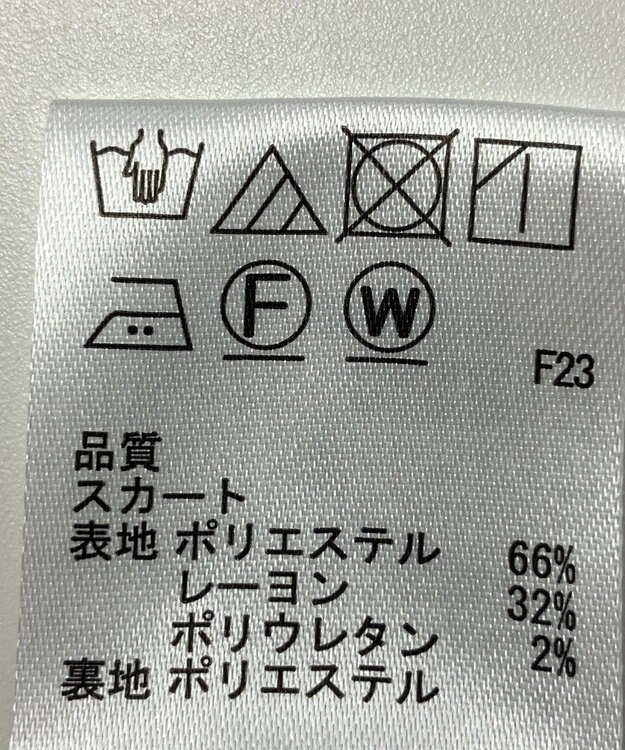 F W
F23
品質
スカート
表地 ポリエステル 66%
レーヨン 32%
ポリウレタン 2%
裏地 ポリエステル